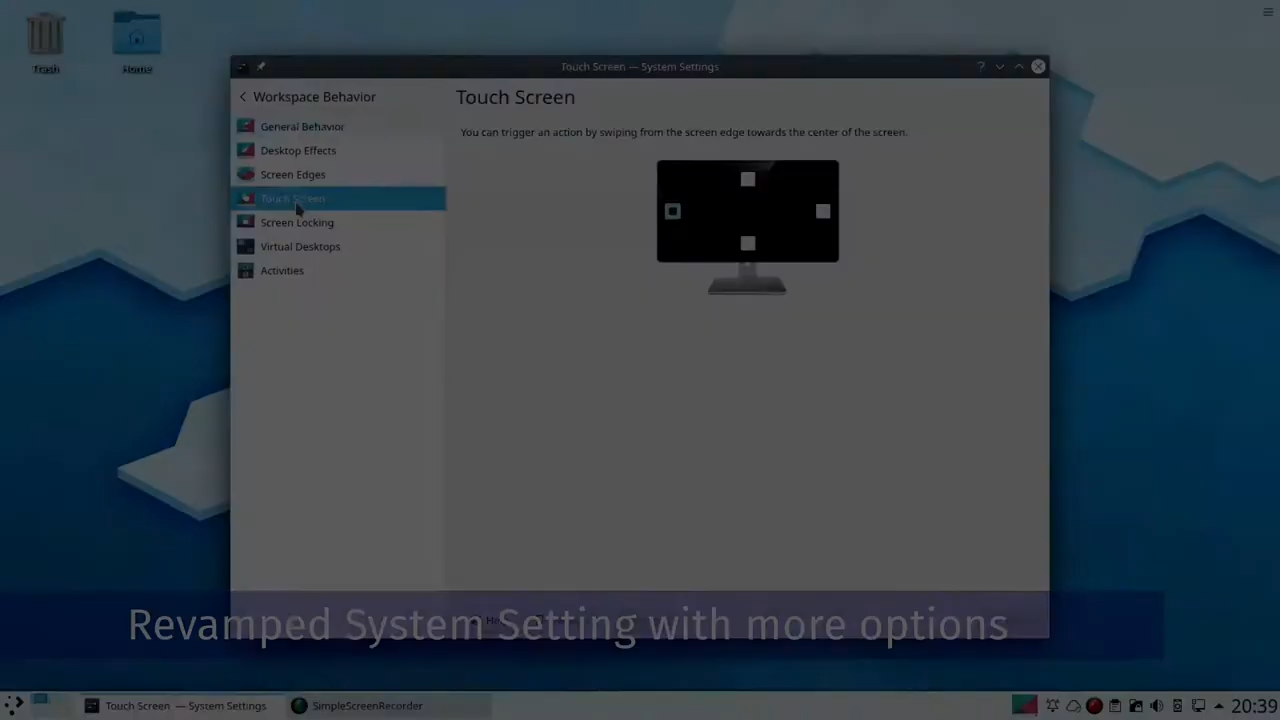 Trash
Home
Touch Screen — System Settings
Workspace Behavior
General Behavior
Desktop Effects
Screen Edges
Touch Screen
Screen Locking
Virtual Desktops
Activities
Touch Screen
You can trigger an action by swiping from the screen edge towards the center of the screen.
Revamped System Setting with more options
Touch Screen — System Settings
SimpleScreenRecorder
20:39